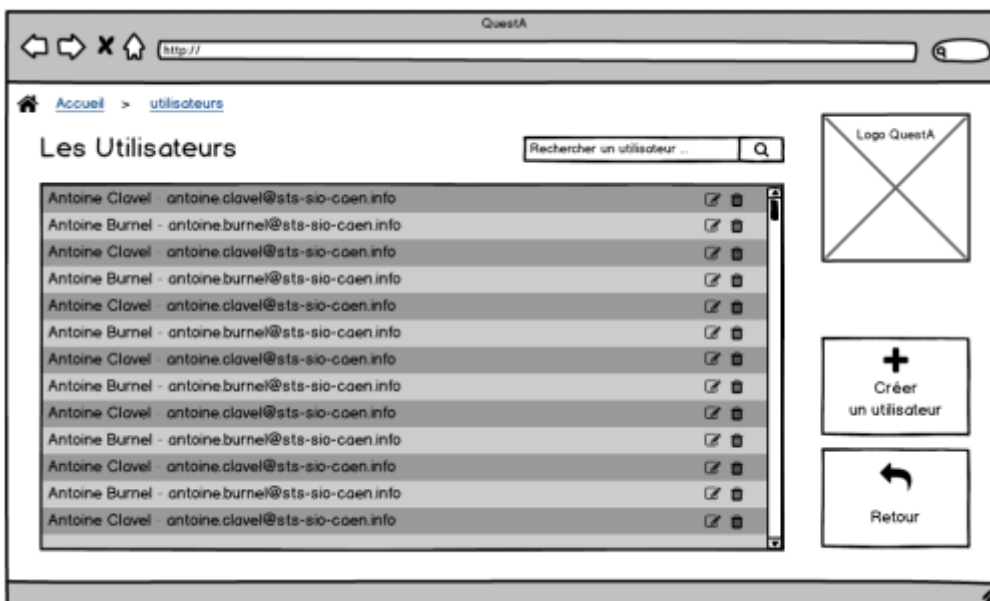 QuestA
http://
Accueil > utilisateurs
Les Utilisateurs
Rechercher un utilisateur ...
Logo QuestA
Antoine Clavel - antoine.clavel@sts-sio-caen.info
Antoine Burnel - antoine.burnel@sts-sio-caen.info
Antoine Clavel - antoine.clavel@sts-sio-caen.info
Antoine Burnel - antoine.burnel@sts-sio-caen.info
Antoine Clavel - antoine.clavel@sts-sio-caen.info
Antoine Burnel - antoine.burnel@sts-sio-caen.info
Antoine Clavel - antoine.clavel@sts-sio-caen.info
Antoine Burnel - antoine.burnel@sts-sio-caen.info
Antoine Clavel - antoine.clavel@sts-sio-caen.info
Antoine Burnel - antoine.burnel@sts-sio-caen.info
Antoine Clavel - antoine.clavel@sts-sio-caen.info
Antoine Burnel - antoine.burnel@sts-sio-caen.info
Antoine Clavel - antoine.clavel@sts-sio-caen.info
Créer
un utilisateur
Retour